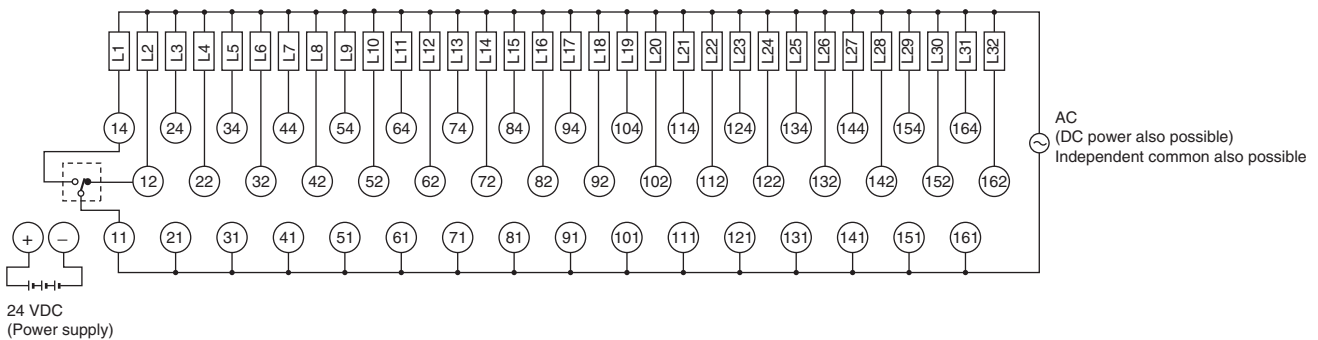 L1 L2 L3 L4 L5 L6 L7 L8 L9 L10 L11 L12 L13 L14 L15 L16 L17 L18 L19 L20 L21 L22 L23 L24 L25 L26 L27 L28 L29 L30 L31 L32
14 24 34 44 54 64 74 84 94 104 114 124 134 144 154 164
AC
(DC power also possible)
Independent common also possible
12 22 32 42 52 62 72 82 92 102 112 122 132 142 152 162
+ − 11 21 31 41 51 61 71 81 91 101 111 121 131 141 151 161
24 VDC
(Power supply)